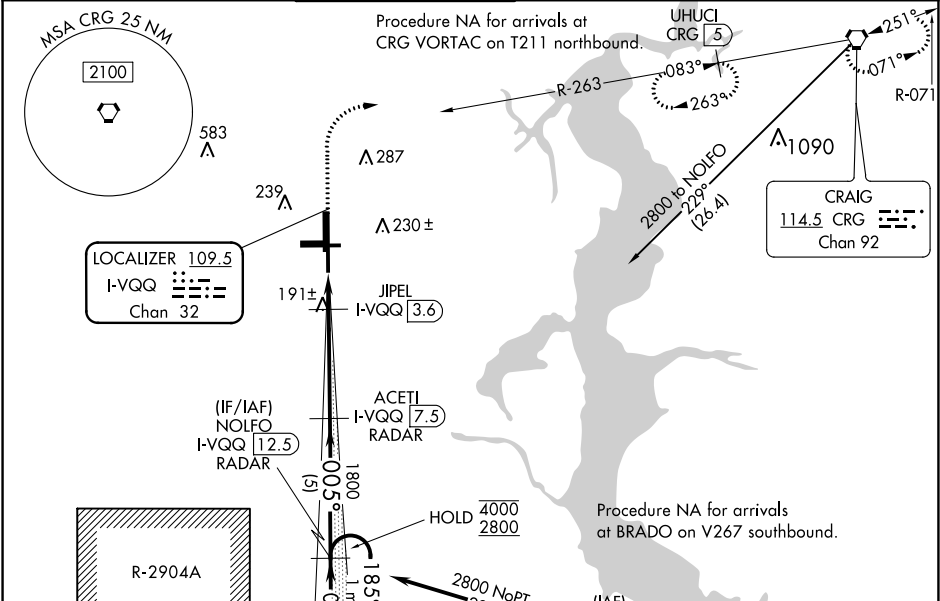 MSA CRG 25 NM
2100
583
Procedure NA for arrivals at
CRG VORTAC on T211 northbound.
UHUCI
CRG 5
083°
263°
R-263
251°
071°
R-071
1090
2800 to NOLFO
229°
(26.4)
CRAIG
114.5 CRG
Chan 92
287
239
230 ±
LOCALIZER 109.5
I-VQQ
Chan 32
191±
JIPEL
I-VQQ 3.6
ACETI
I-VQQ 7.5
RADAR
(IF/IAF)
NOLFO
I-VQQ 12.5
RADAR
1800
005°
(5)
HOLD 4000
2800
185°
Procedure NA for arrivals
at BRADO on V267 southbound.
R-2904A
2800 NoPT
(IAF)